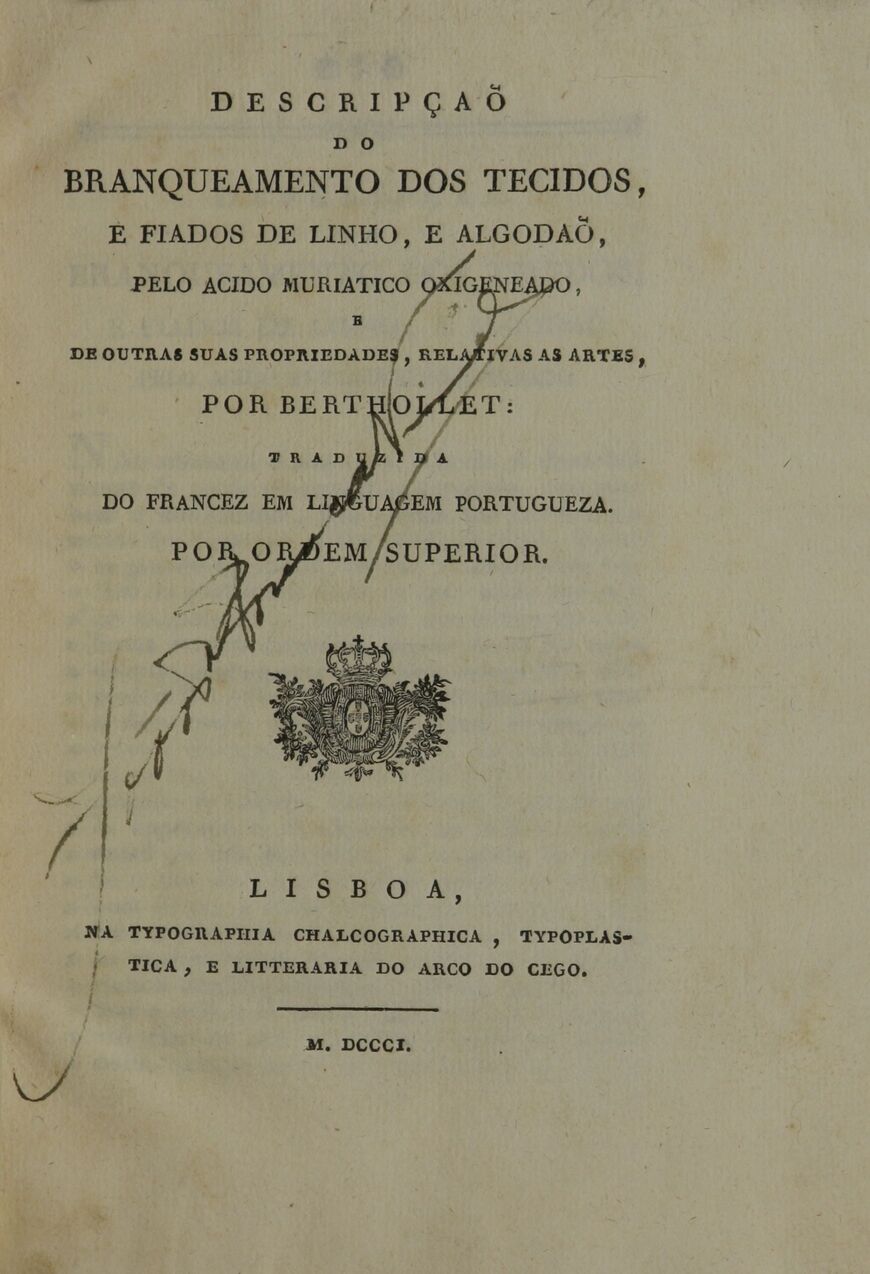 DESCRIPÇAÕ
DO
BRANQUEAMENTO DOS TECIDOS,
E FIADOS DE LINHO, E ALGODAÕ,
PELO ACIDO MURIATICO OXIGENEADO,
E
DE OUTRAS SUAS PROPRIEDADES, RELATIVAS AS ARTES,
POR BERTHOLLET:
TRADUZIDA
DO FRANCEZ EM LINGUAGEM PORTUGUEZA.
POR ORDEM SUPERIOR.
LISBOA,
NA TYPOGRAPHIA CHALCOGRAPHICA, TYPOPLAS-
TICA, E LITTERARIA DO ARCO DO CEGO.
M. DCCCI.